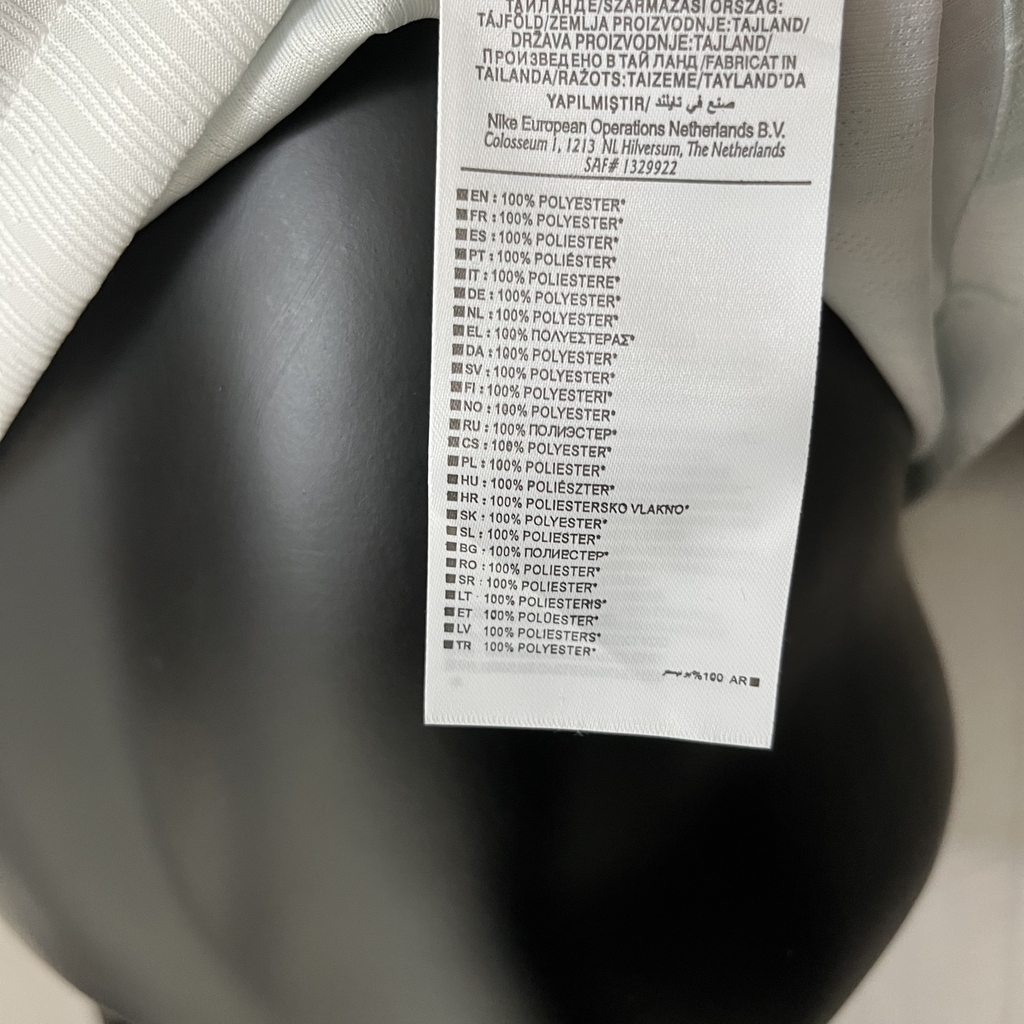 ТАЙЛАНДЕ/SZÁRMAZÁSI ORSZÁG:
TÁJFÖLD/ZEMLJA PROIZVODNJE:TAJLAND/
DRŽAVA PROIZVODNJE:TAJLAND/
ПРОИЗВЕДЕНО В ТАЙЛАНД/FABRICAT IN
TAILANDA/RAŽOTS:TAIZEME/TAYLAND'DA
YAPILMIŞTIR/ صنع في تايلند
Nike European Operations Netherlands B.V.
Colosseum 1, 1213 NL Hilversum, The Netherlands
SAF# 1329922
EN : 100% POLYESTER*
FR : 100% POLYESTER*
ES : 100% POLIESTER*
PT : 100% POLIÉSTER*
IT : 100% POLIESTERE*
DE : 100% POLYESTER*
NL : 100% POLYESTER*
EL : 100% ΠΟΛΥΕΣΤΕΡΑΣ*
DA : 100% POLYESTER*
SV : 100% POLYESTER*
FI : 100% POLYESTERI*
NO : 100% POLYESTER*
RU : 100% ПОЛИЭСТЕР*
CS : 100% POLYESTER*
PL : 100% POLIESTER*
HU : 100% POLIÉSZTER*
HR : 100% POLIESTERSKO VLAKNO*
SK : 100% POLYESTER*
SL : 100% POLIESTER*
BG : 100% ПОЛИЕСТЕР*
RO : 100% POLIESTER*
SR : 100% POLIESTER*
LT : 100% POLIESTERIS*
ET 100% POLÜESTER*
LV 100% POLIESTERS*
TR 100% POLYESTER*
%100 AR